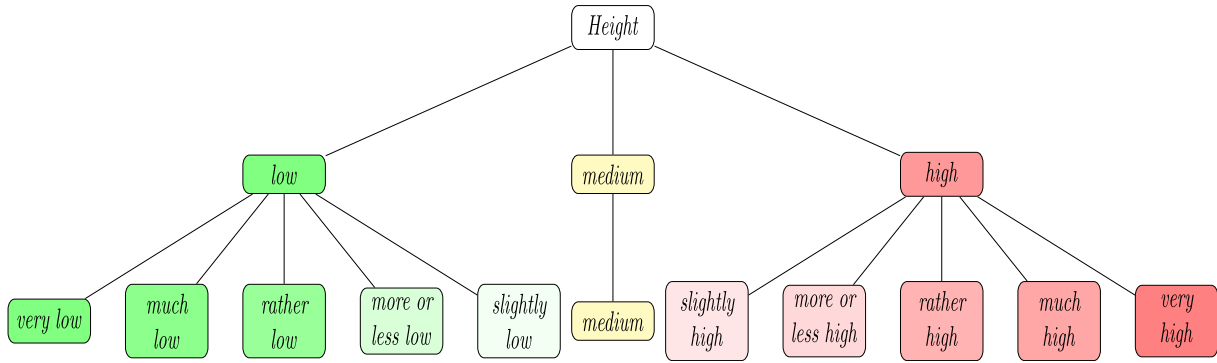 Height
low
medium
high
very low
much
low
rather
low
more or
less low
slightly
low
medium
slightly
high
more or
less high
rather
high
much
high
very
high